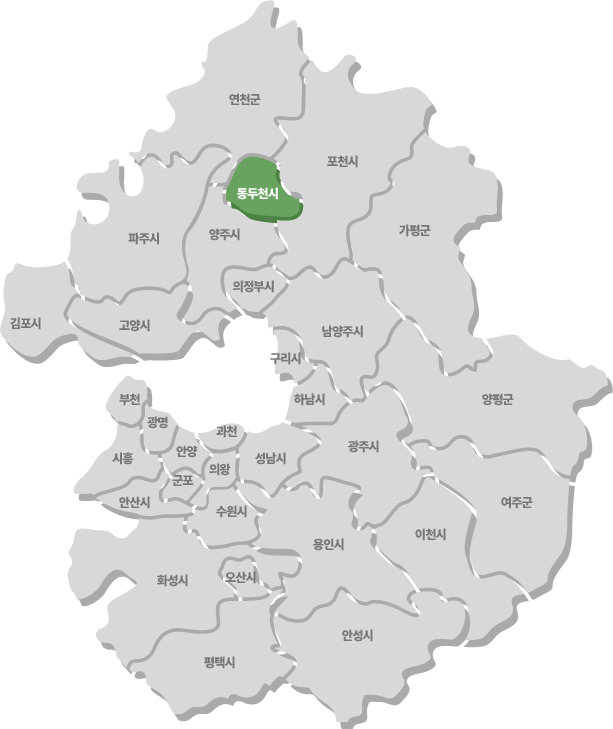 연천군
포천시
동두천시
가평군
파주시
양주시
의정부시
김포시
고양시
남양주시
구리시
부천
하남시
양평군
광명
과천
안양
광주시
시흥
의왕
성남시
군포
안산시
수원시
여주군
이천시
용인시
화성시
오산시
안성시
평택시